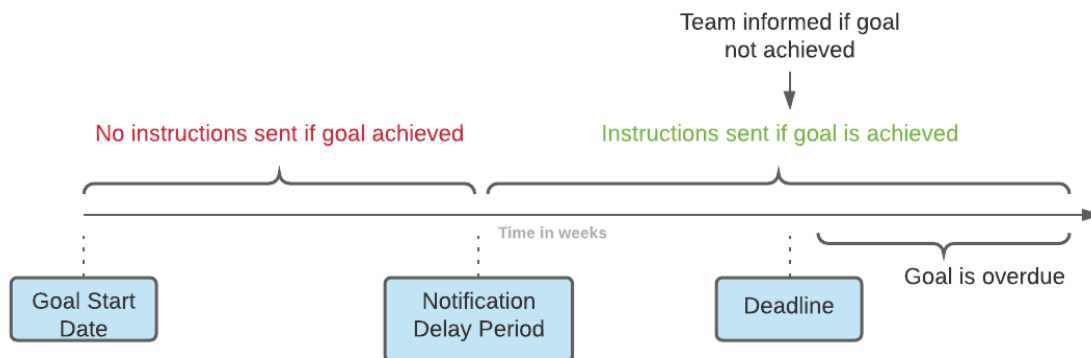 Team informed if goal
not achieved
No instructions sent if goal achieved
Instructions sent if goal is achieved
Time in weeks
Goal is overdue
Goal Start
Date
Notification
Delay Period
Deadline